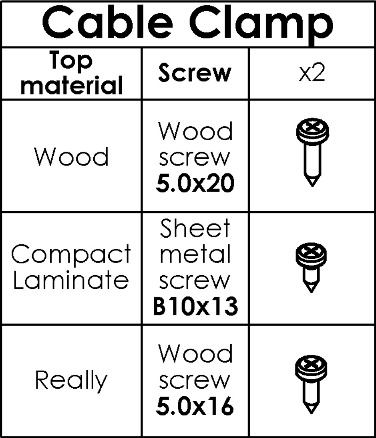 Cable Clamp
Top
material
Screw
x2
Wood
Wood
screw
5.0x20
Compact
Laminate
Sheet
metal
screw
B10x13
Really
Wood
screw
5.0x16